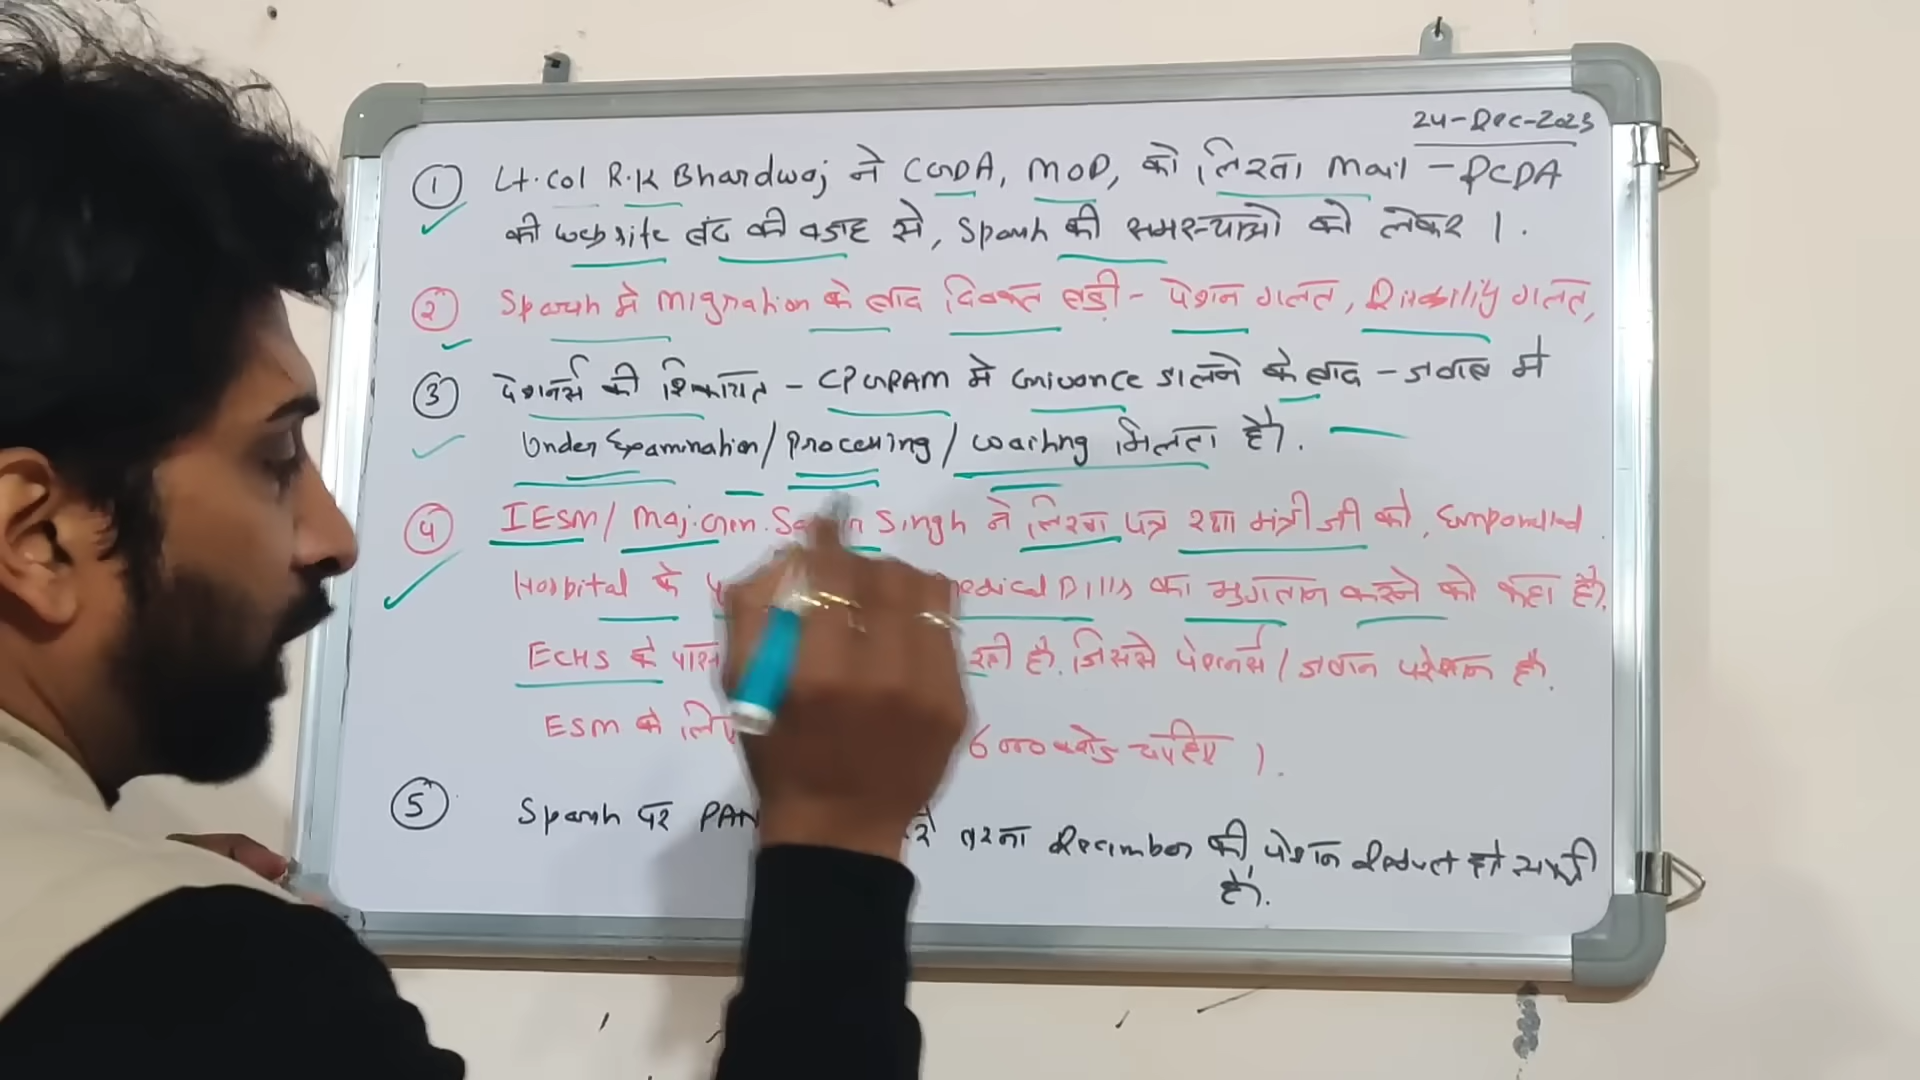 24-Dec-2023
① Lt.Col R.K Bhardwaj ने CGDA, MOD, को लिखा Mail - PCDA
की website बंद की वजह से, Sparsh की समस्याओ को लेकर ।
② Sparsh मे migration के बाद दिक्कत बड़ी - पेंशन गलत, Disability गलत,
③ पेंशनर्स की शिकायत - CPGRAM मे Grivance डालने के बाद - जवाब में
Under Examination / Processing / Waiting मिलता है।
④ IESM / Maj.Gen. Singh ने लिखा पत्र रक्षा मंत्री जी को, Empanelled
Hospital के Bills का भुगतान करने को कहा है।
ECHS के पास रही है. जिससे पेंशनर्स / जवान परेशान है.
ESM के लिए 6000 करोड़ चाहिए ।
⑤ Sparsh पर PAN वरना December की पेंशन Deduct हो सकती
है।